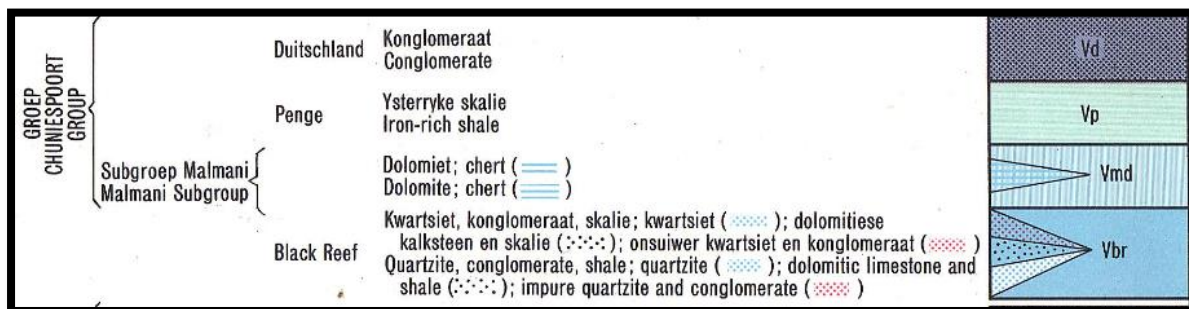 GROEP
CHUNIESPOORT
GROUP
Duitschland
Konglomeraat
Conglomerate
Vd
Penge
Ysterryke skalie
Iron-rich shale
Vp
Subgroep Malmani
Malmani Subgroup
Dolomiet; chert ( )
Dolomite; chert ( )
Vmd
Black Reef
Kwartsiet, konglomeraat, skalie; kwartsiet ( ); dolomitiese
kalksteen en skalie ( ); onsuiwer kwartsiet en konglomeraat ( )
Quartzite, conglomerate, shale; quartzite ( ); dolomitic limestone and
shale ( ); impure quartzite and conglomerate ( )
Vbr